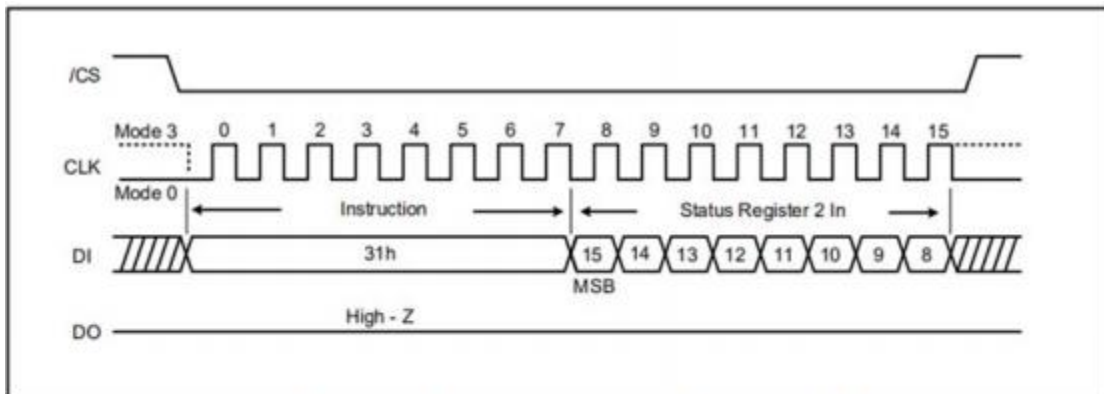 /CS
Mode 3 0 1 2 3 4 5 6 7 8 9 10 11 12 13 14 15
CLK
Mode 0
Instruction Status Register 2 In
DI 31h 15 14 13 12 11 10 9 8
MSB
High - Z
DO